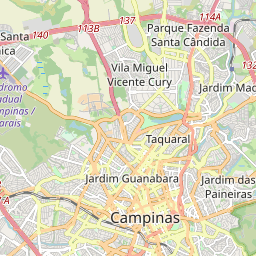 114A
137
140
113B
Parque Fazenda
Santa Cândida
Santa
Vila Miguel
Vicente Cury
132
Jardim Mac
Taquaral
Jardim Guanabara
Jardim das
Paineiras
Campinas